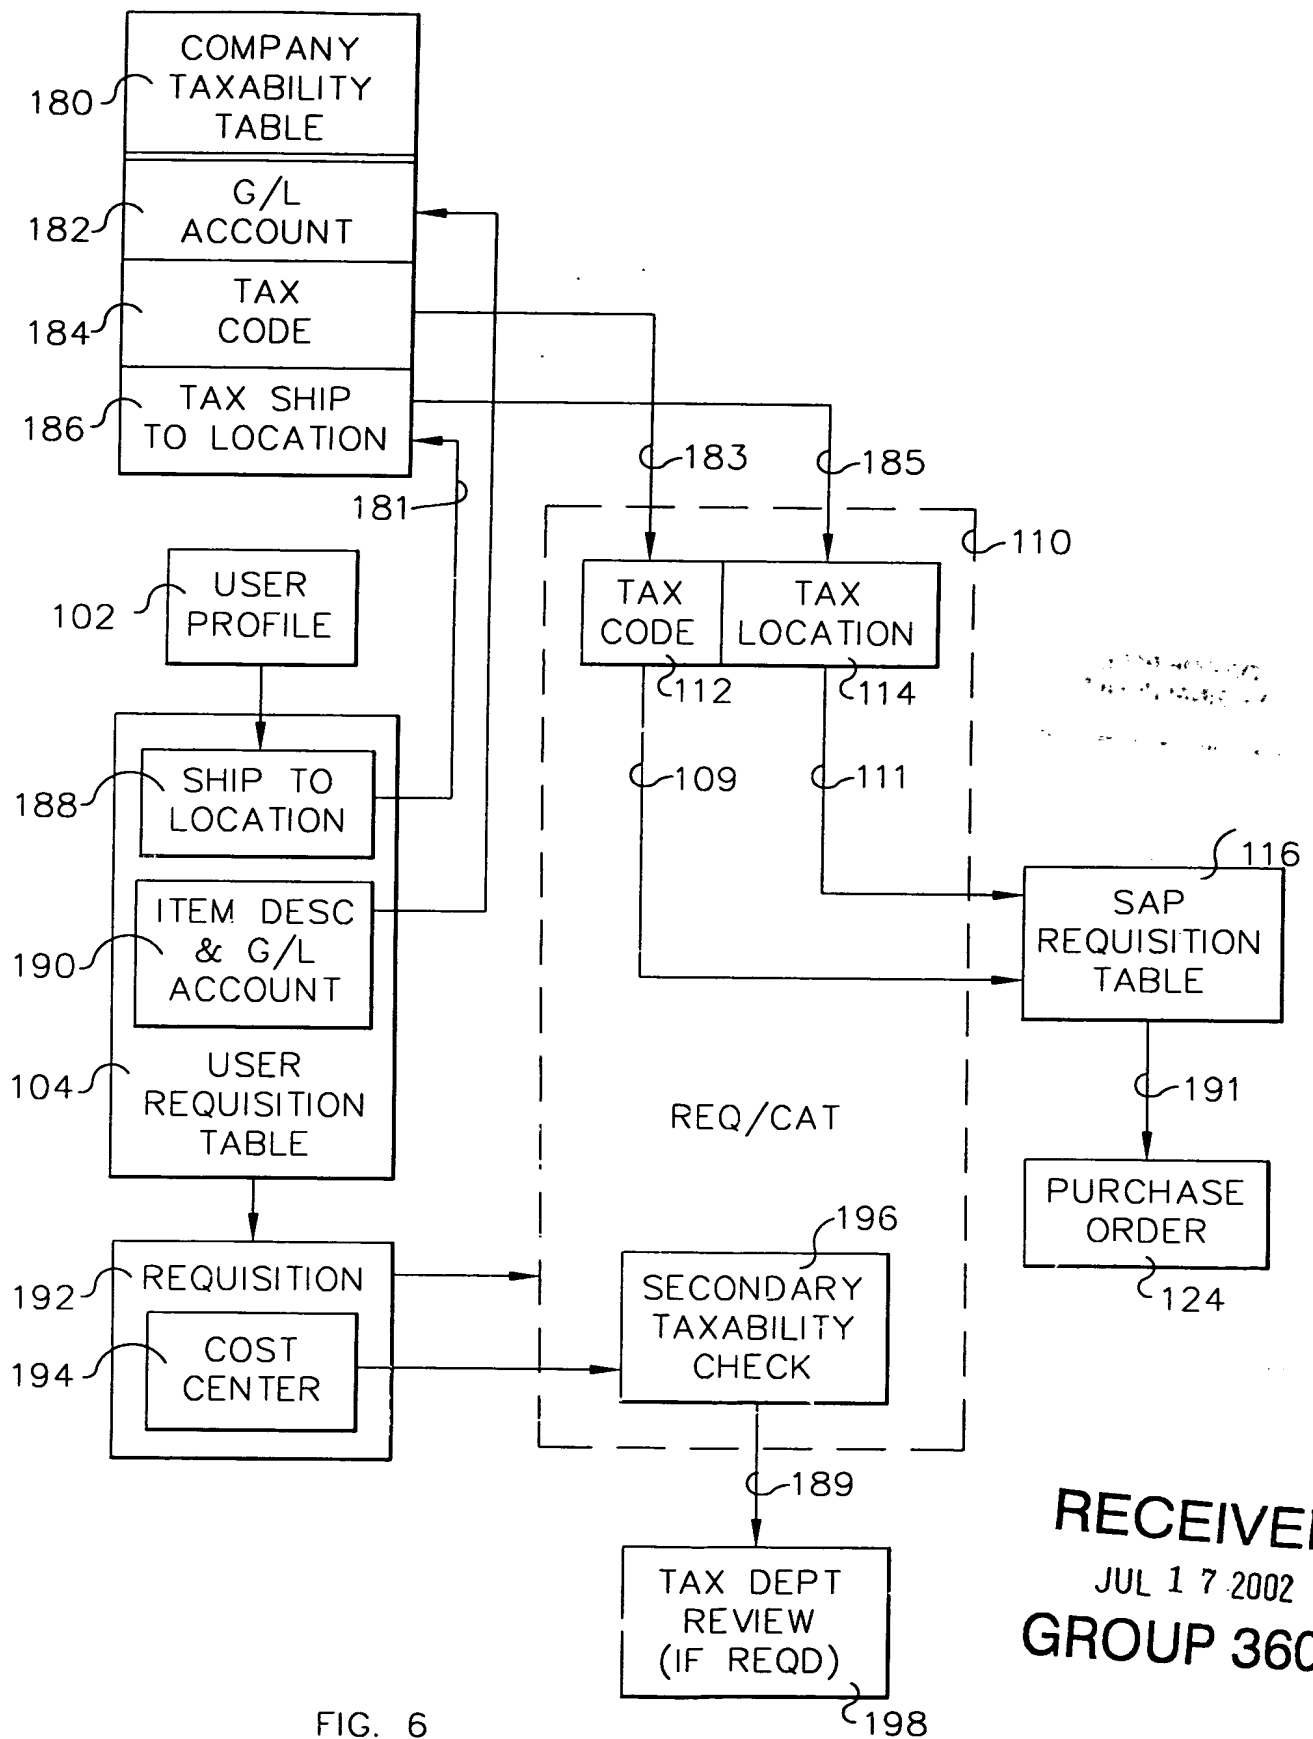 COMPANY
TAXABILITY
TABLE
180
G/L
ACCOUNT
182
TAX
CODE
184
TAX SHIP
TO LOCATION
186
183
185
181
110
USER
PROFILE
102
TAX
CODE
TAX
LOCATION
112
114
SHIP TO
LOCATION
188
109
111
116
ITEM DESC
& G/L
ACCOUNT
190
SAP
REQUISITION
TABLE
USER
REQUISITION
TABLE
104
191
REQ/CAT
PURCHASE
ORDER
124
196
REQUISITION
192
SECONDARY
TAXABILITY
CHECK
COST
CENTER
194
189
TAX DEPT
REVIEW
(IF REQD)
198
RECEIVE
JUL 17 2002
GROUP 360
FIG. 6